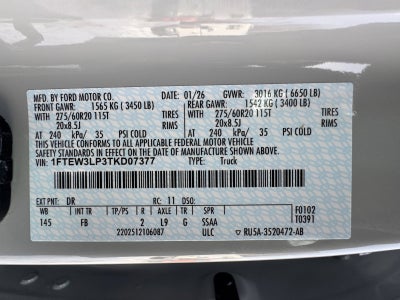 MFD. BY FORD MOTOR CO. 01/26 GVWR: 3016 KG ( 6650 LB)
FRONT GAWR: 1565 KG ( 3450 LB) REAR GAWR: 1542 KG ( 3400 LB)
WITH 275/60R20 115T TIRES WITH 275/60R20 115T TIRES
20x8.5J RIMS 20x8.5J RIMS
AT 240 kPa/ 35 PSI COLD AT 240 kPa/ 35 PSI COLD
THIS VEHICLE CONFORMS TO ALL APPLICABLE FEDERAL MOTOR VEHICLE SAFETY
STANDARDS IN EFFECT ON THE DATE OF MANUFACTURE SHOWN ABOVE.
VIN: 1FTEW3LP3TKD07377 TYPE: Truck
EXT PNT: DR RC: 11 DSO: F0102
WB INT TR TP/PS R AXLE TR SPR T0391
145 FB 2 L9 G SSAA
2202512106087 ULC RU5A-3520472-AB